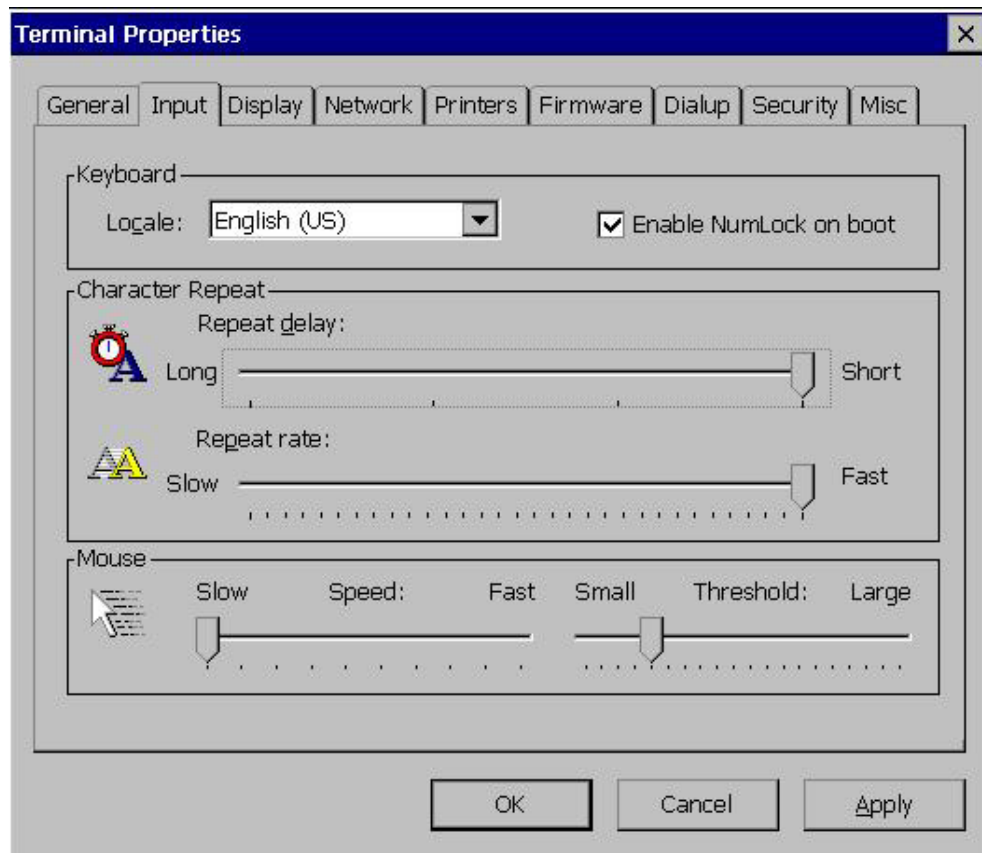 Terminal Properties
General Input Display Network Printers Firmware Dialup Security Misc
Keyboard
Locale: English (US) Enable NumLock on boot
Character Repeat
Repeat delay:
Long Short
Repeat rate:
Slow Fast
Mouse
Slow Speed: Fast Small Threshold: Large
OK Cancel Apply